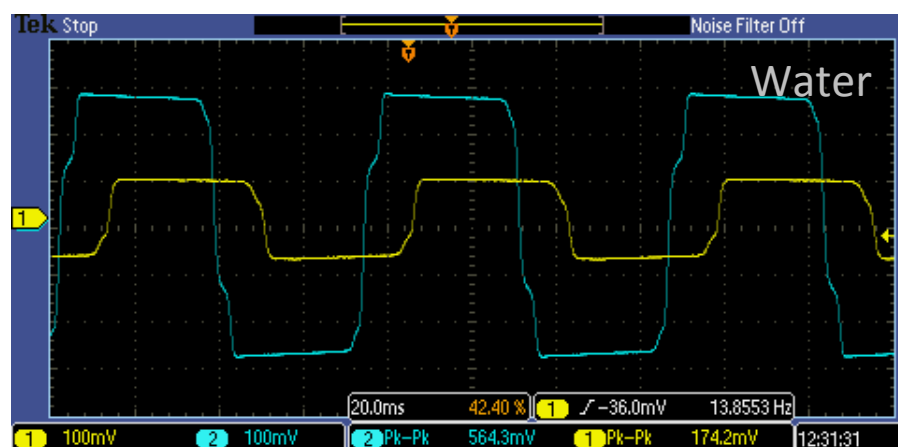 Tek Stop Noise Filter Off
T
T
Water
1
20.0ms 42.40 % 1 -36.0mV 13.8553 Hz
1 100mV 2 100mV 2 Pk-Pk 564.3mV 1 Pk-Pk 174.2mV 12:31:31